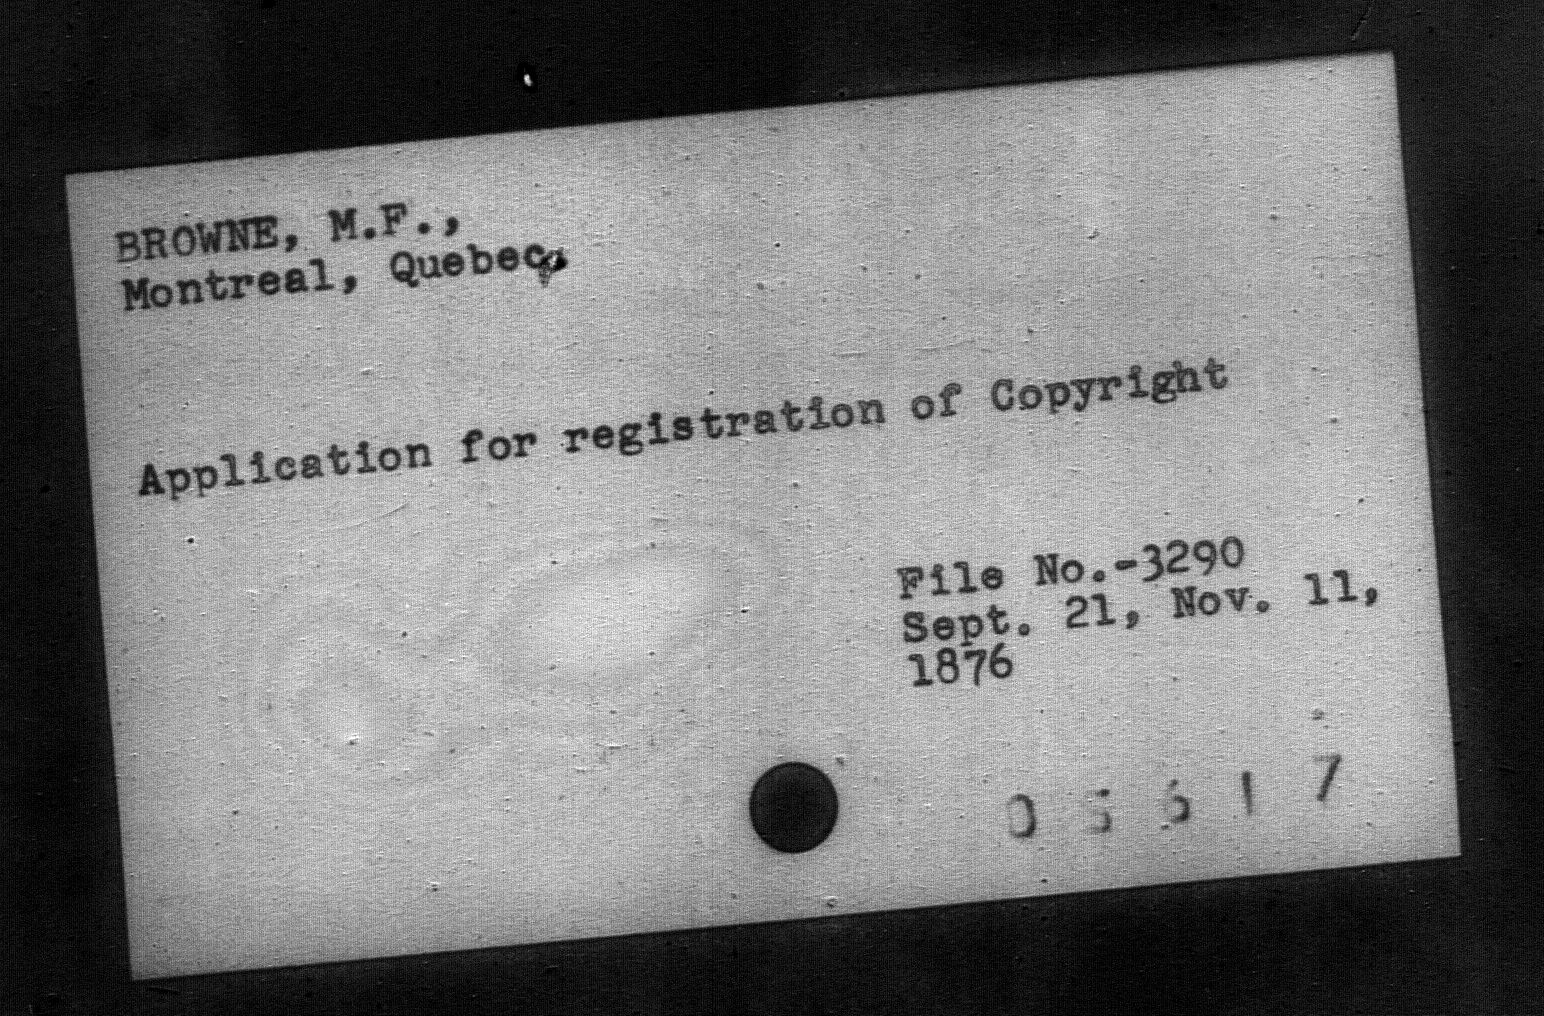 BROWNE, M.F.,
Montreal, Quebec,
Application for registration of Copyright
File No.-3290
Sept. 21, Nov. 11,
1876